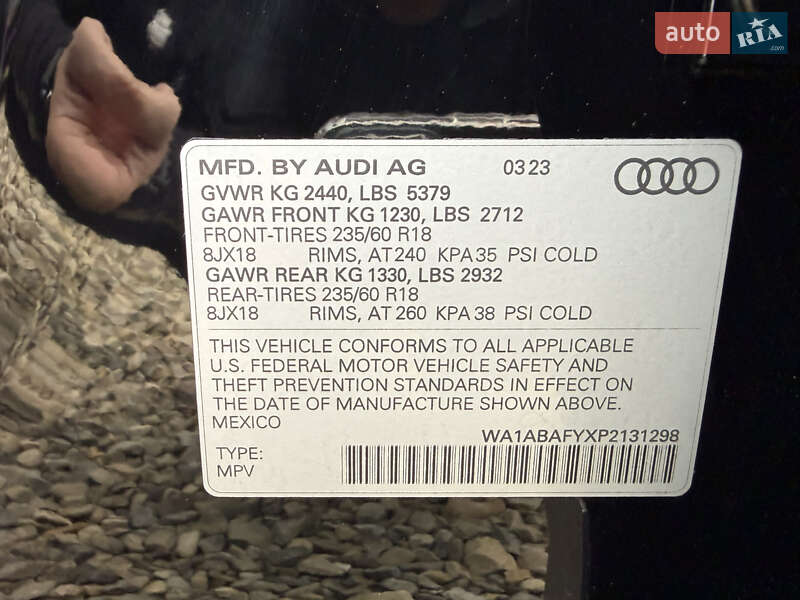 auto RIA.com
MFD. BY AUDI AG 03 23
GVWR KG 2440, LBS 5379
GAWR FRONT KG 1230, LBS 2712
FRONT-TIRES 235/60 R18
8JX18 RIMS, AT 240 KPA 35 PSI COLD
GAWR REAR KG 1330, LBS 2932
REAR-TIRES 235/60 R18
8JX18 RIMS, AT 260 KPA 38 PSI COLD
THIS VEHICLE CONFORMS TO ALL APPLICABLE
U.S. FEDERAL MOTOR VEHICLE SAFETY AND
THEFT PREVENTION STANDARDS IN EFFECT ON
THE DATE OF MANUFACTURE SHOWN ABOVE.
MEXICO
WA1ABAFYXP2131298
TYPE:
MPV